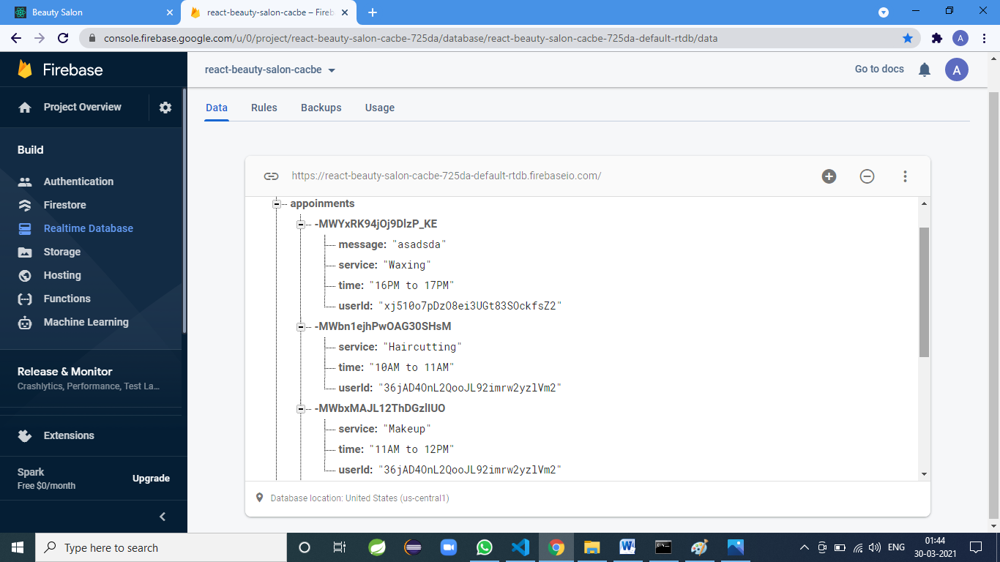 Beauty Salon
react-beauty-salon-cacbe – Fireb
console.firebase.google.com/u/0/project/react-beauty-salon-cacbe-725da/database/react-beauty-salon-cacbe-725da-default-rtdb/data
A
Firebase
react-beauty-salon-cacbe
Go to docs
A
Project Overview
Data
Rules
Backups
Usage
Build
Authentication
Firestore
Realtime Database
Storage
Hosting
Functions
Machine Learning
Release & Monitor
Crashlytics, Performance, Test La...
Extensions
Spark
Free $0/month
Upgrade
https://react-beauty-salon-cacbe-725da-default-rtdb.firebaseio.com/
appoinments
-MWYxRK94jOj9DlzP_KE
message: "asadsda"
service: "Waxing"
time: "16PM to 17PM"
userId: "xj510o7pDzO8ei3UGt83SOckfsZ2"
-MWbn1ejhPwOAG30SHsM
service: "Haircutting"
time: "10AM to 11AM"
userId: "36jAD4OnL2QooJL92imrw2yzlVm2"
-MWbxMAJL12ThDGzlIUO
service: "Makeup"
time: "11AM to 12PM"
userId: "36jAD4OnL2QooJL92imrw2yzlVm2"
Database location: United States (us-central1)
Type here to search
ENG
01:44
30-03-2021